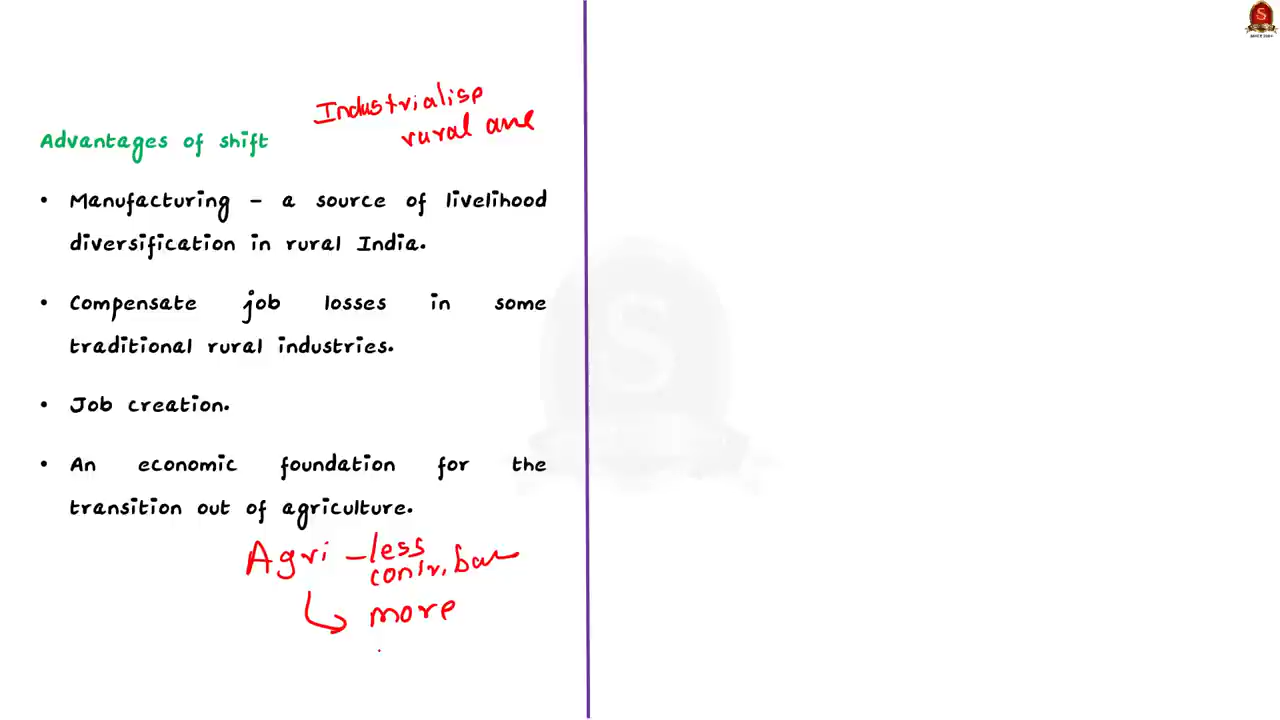 Industrialise
rural are
Advantages of shift
• Manufacturing – a source of livelihood
diversification in rural India.
• Compensate job losses in some
traditional rural industries.
• Job creation.
• An economic foundation for the
transition out of agriculture.
Agri – less
more
S
S